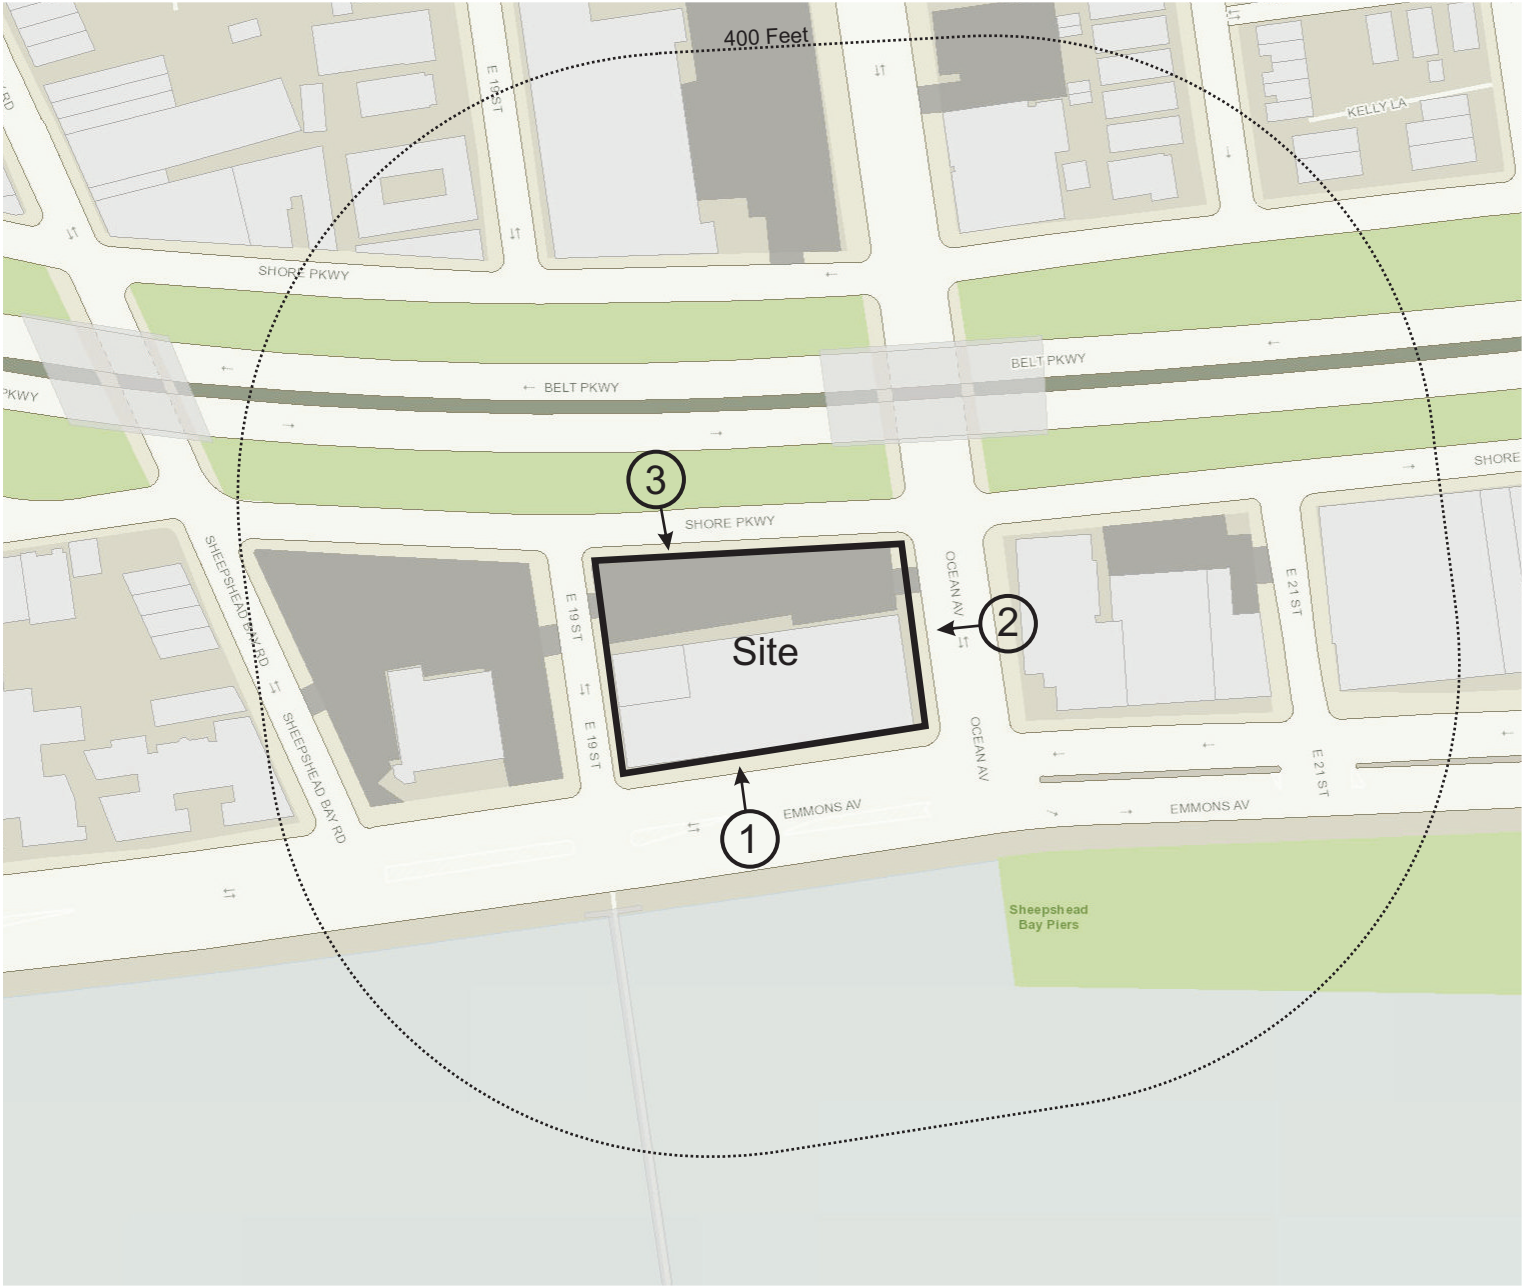 400 Feet
E 19 ST
RD
KELLY LA
SHORE PKWY
BELT PKWY
← BELT PKWY
PKWY
SHORE
3
SHORE PKWY
SHEEPSHEAD BAY RD
E 19 ST
OCEAN AV
E 21 ST
2
Site
SHEEPSHEAD BAY RD
E 19 ST
OCEAN AV
E 21 ST
EMMONS AV
EMMONS AV
1
Sheepshead
Bay Piers